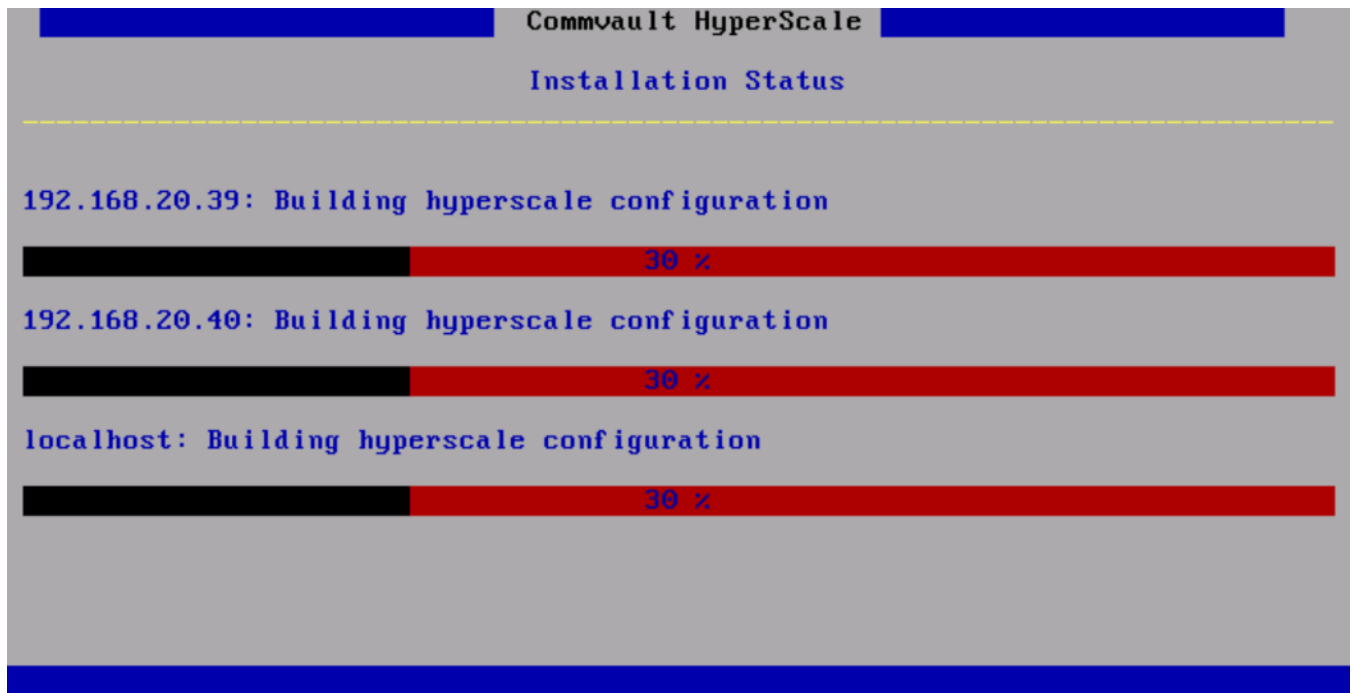 Commvault HyperScale
Installation Status
192.168.20.39: Building hyperscale configuration
30 %
192.168.20.40: Building hyperscale configuration
30 %
localhost: Building hyperscale configuration
30 %